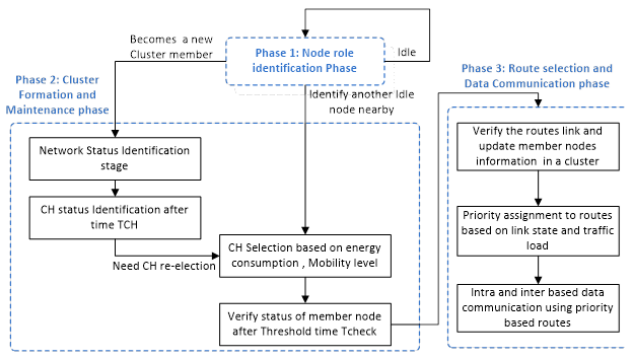 Becomes a new
Cluster member
Phase 1: Node role
identification Phase
Idle
Phase 2: Cluster
Formation and
Maintenance phase
Identify another Idle
node nearby
Phase 3: Route selection and
Data Communication phase
Network Status Identification
stage
CH status Identification after
time TCH
Need CH re-election
CH Selection based on energy
consumption , Mobility level
Verify status of member node
after Threshold time Tcheck
Verify the routes link and
update member nodes
information in a cluster
Priority assignment to routes
based on link state and traffic
load
Intra and inter based data
communication using priority
based routes